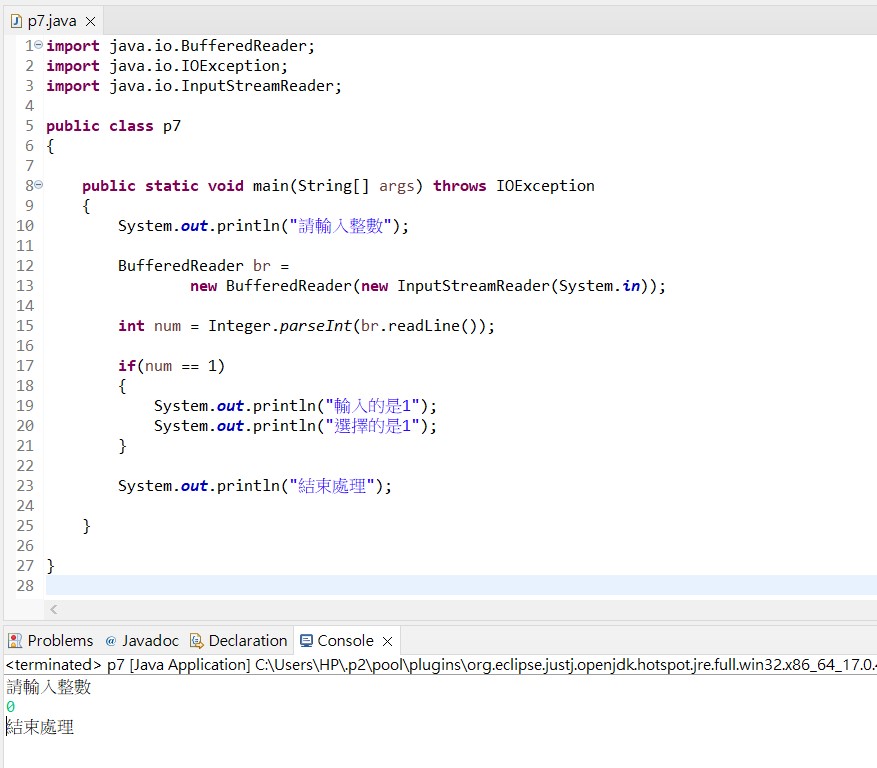 p7.java
1 import java.io.BufferedReader;
2 import java.io.IOException;
3 import java.io.InputStreamReader;
4
5 public class p7
6 {
7
8     public static void main(String[] args) throws IOException
9     {
10         System.out.println("請輸入整數");
11
12         BufferedReader br =
13                 new BufferedReader(new InputStreamReader(System.in));
14
15         int num = Integer.parseInt(br.readLine());
16
17         if(num == 1)
18         {
19             System.out.println("輸入的是1");
20             System.out.println("選擇的是1");
21         }
22
23         System.out.println("結束處理");
24
25     }
26
27 }
28
Problems @ Javadoc Declaration Console
<terminated> p7 [Java Application] C:\Users\HP\.p2\pool\plugins\org.eclipse.justj.openjdk.hotspot.jre.full.win32.x86_64_17.0.
請輸入整數
0
結束處理